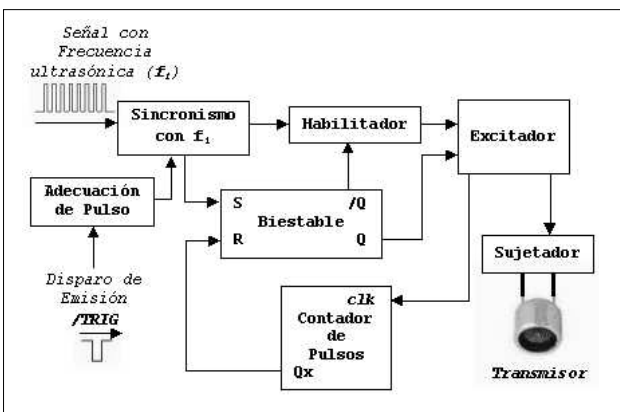 Señal con
Frecuencia
ultrasónica (f₁)
Sincronismo
con f₁
Habilitador
Excitador
Adecuación
de Pulso
S
/Q
Biestable
R
Q
Sujetador
Disparo de
Emisión
/TRIG
clk
Contador
de
Pulsos
Qx
Transmisor